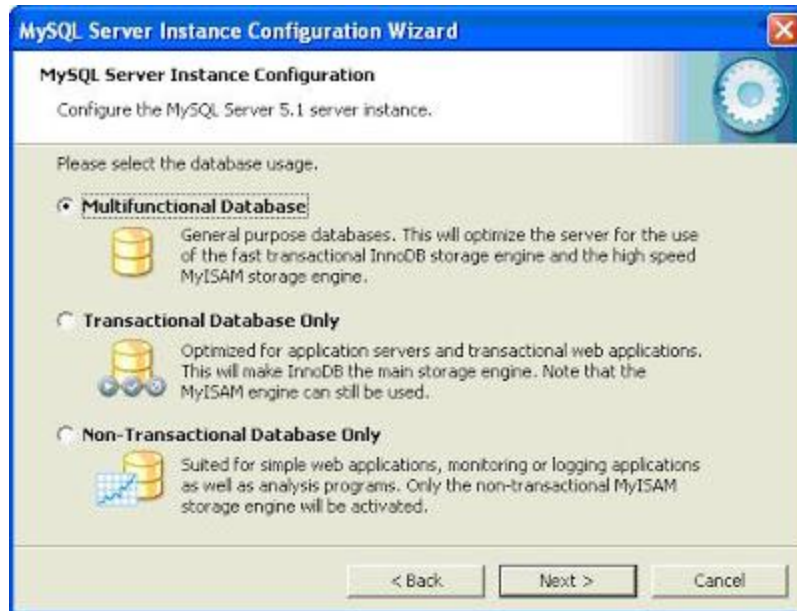 MySQL Server Instance Configuration Wizard
MySQL Server Instance Configuration
Configure the MySQL Server 5.1 server instance.
Please select the database usage.
Multifunctional Database
General purpose databases. This will optimize the server for the use
of the fast transactional InnoDB storage engine and the high speed
MyISAM storage engine.
Transactional Database Only
Optimized for application servers and transactional web applications.
This will make InnoDB the main storage engine. Note that the
MyISAM engine can still be used.
Non-Transactional Database Only
Suited for simple web applications, monitoring or logging applications
as well as analysis programs. Only the non-transactional MyISAM
storage engine will be activated.
< Back Next > Cancel